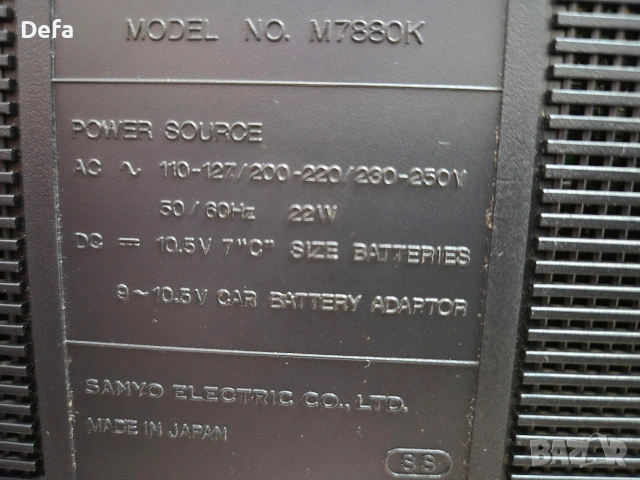 Defa
MODEL NO. M7880K
POWER SOURCE
AC ∿ 110-127/200-220/230-250V
50/60Hz 22W
DC ⎓ 10.5V 7"C" SIZE BATTERIES
9~10.5V CAR BATTERY ADAPTOR
SANYO ELECTRIC CO., LTD.
MADE IN JAPAN
SS
BAZAR